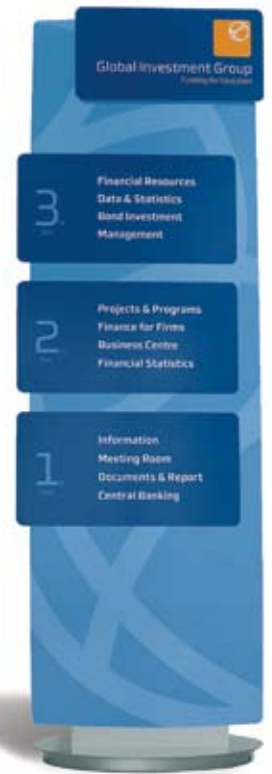 Global Investment Group
3
Financial Resources
Data & Statistics
Bond Investment
Management
2
Projects & Programs
Finance for Firms
Business Centre
Financial Statistics
1
Information
Meeting Room
Documents & Report
Central Banking